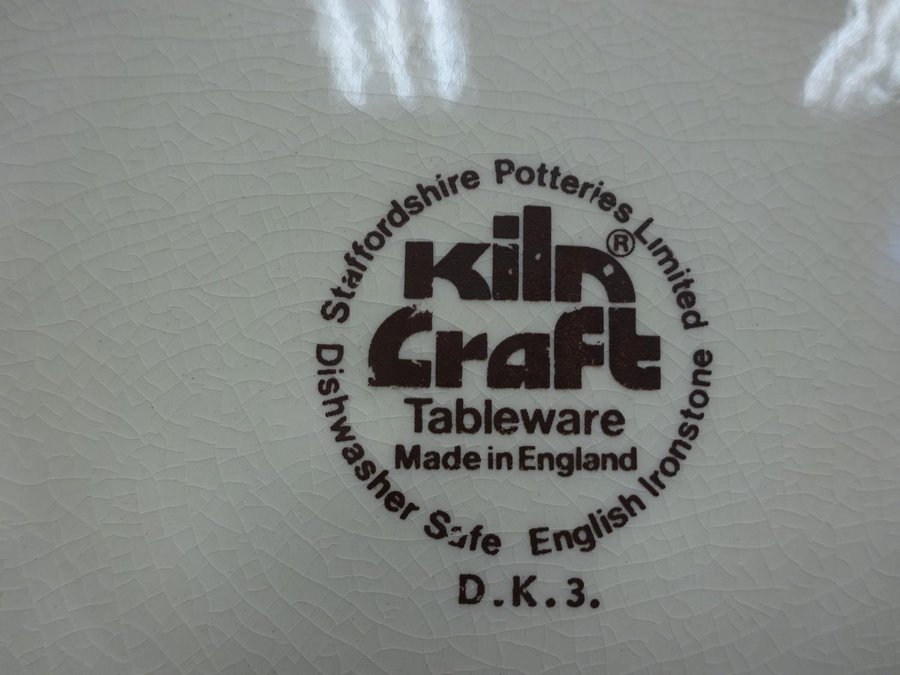 Staffordshire Potteries Limited
Kiln ®
Craft
Tableware
Made in England
Dishwasher Safe English Ironstone
D.K.3.